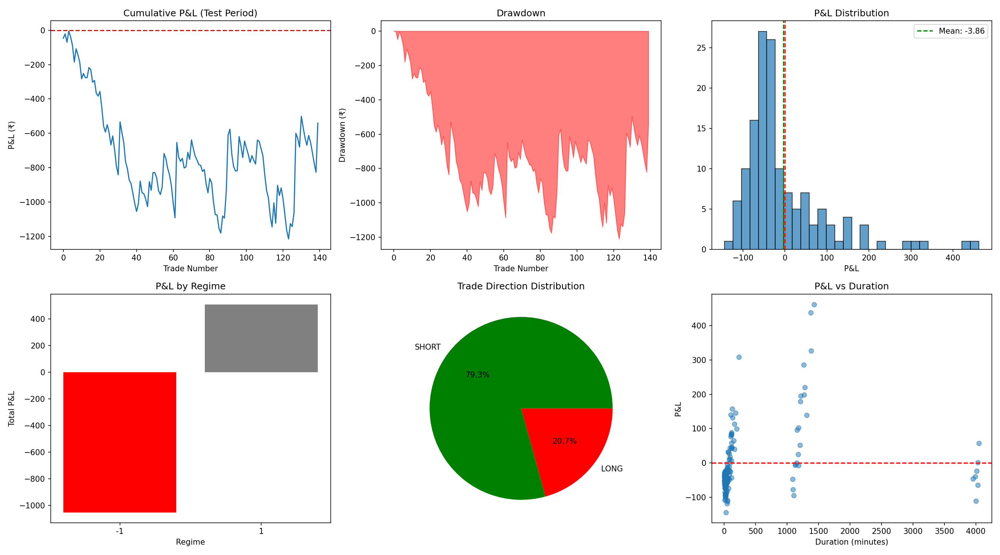 Cumulative P&L (Test Period)
P&L (₹)
0
−200
−400
−600
−800
−1000
−1200
0 20 40 60 80 100 120 140
Trade Number
Drawdown
Drawdown (₹)
0
−200
−400
−600
−800
−1000
−1200
0 20 40 60 80 100 120 140
Trade Number
P&L Distribution
Mean: -3.86
25
20
15
10
5
0
−100 0 100 200 300 400
P&L
P&L by Regime
Total P&L
400
200
0
−200
−400
−600
−800
−1000
-1 1
Regime
Trade Direction Distribution
SHORT
79.3%
20.7%
LONG
P&L vs Duration
P&L
400
300
200
100
0
−100
0 500 1000 1500 2000 2500 3000 3500 4000
Duration (minutes)